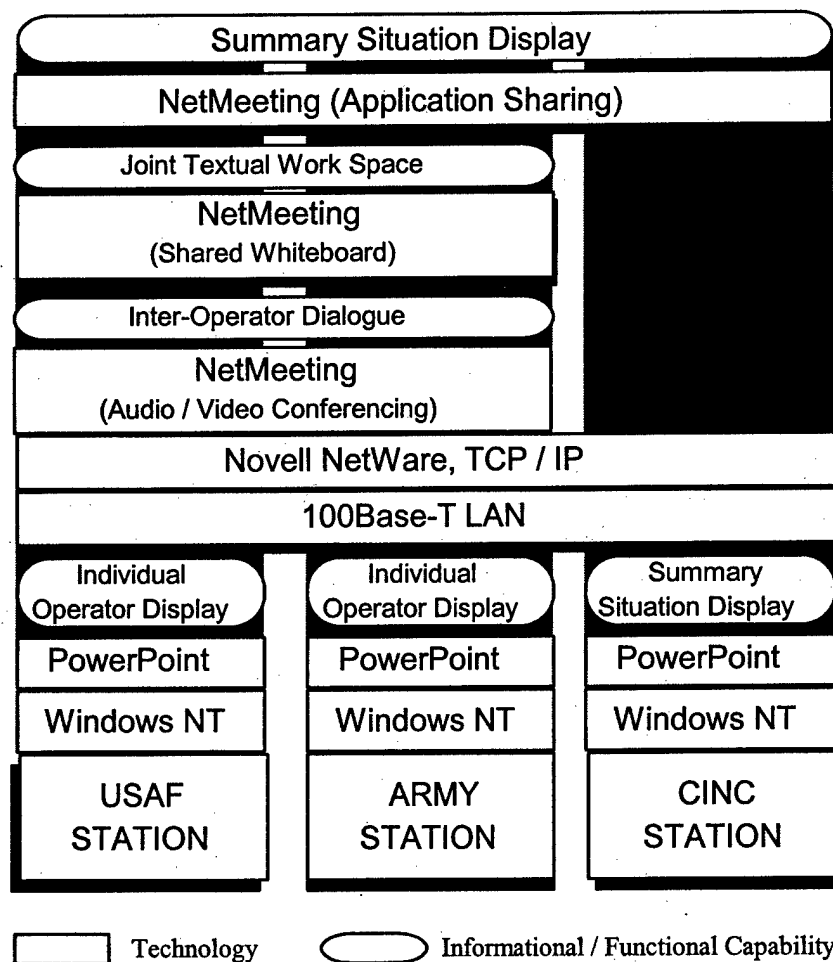 Summary Situation Display
NetMeeting (Application Sharing)
Joint Textual Work Space
NetMeeting
(Shared Whiteboard)
Inter-Operator Dialogue
NetMeeting
(Audio / Video Conferencing)
Novell NetWare, TCP / IP
100Base-T LAN
Individual
Operator Display
Individual
Operator Display
Summary
Situation Display
PowerPoint
PowerPoint
PowerPoint
Windows NT
Windows NT
Windows NT
USAF
STATION
ARMY
STATION
CINC
STATION
Technology
Informational / Functional Capability